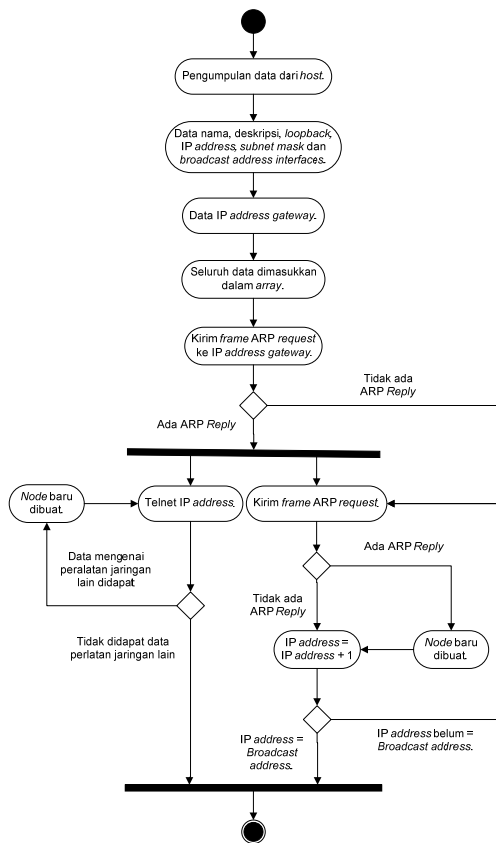 Pengumpulan data dari host.
Data nama, deskripsi, loopback,
IP address, subnet mask dan
broadcast address interfaces.
Data IP address gateway.
Seluruh data dimasukkan
dalam array.
Kirim frame ARP request
ke IP address gateway.
Tidak ada
ARP Reply
Ada ARP Reply
Node baru
dibuat.
Telnet IP address.
Kirim frame ARP request.
Data mengenai
peralatan jaringan
lain didapat
Ada ARP Reply
Tidak ada
ARP Reply
Tidak didapat data
perlatan jaringan lain
IP address =
IP address + 1
Node baru
dibuat.
IP address =
Broadcast
address.
IP address belum =
Broadcast address.